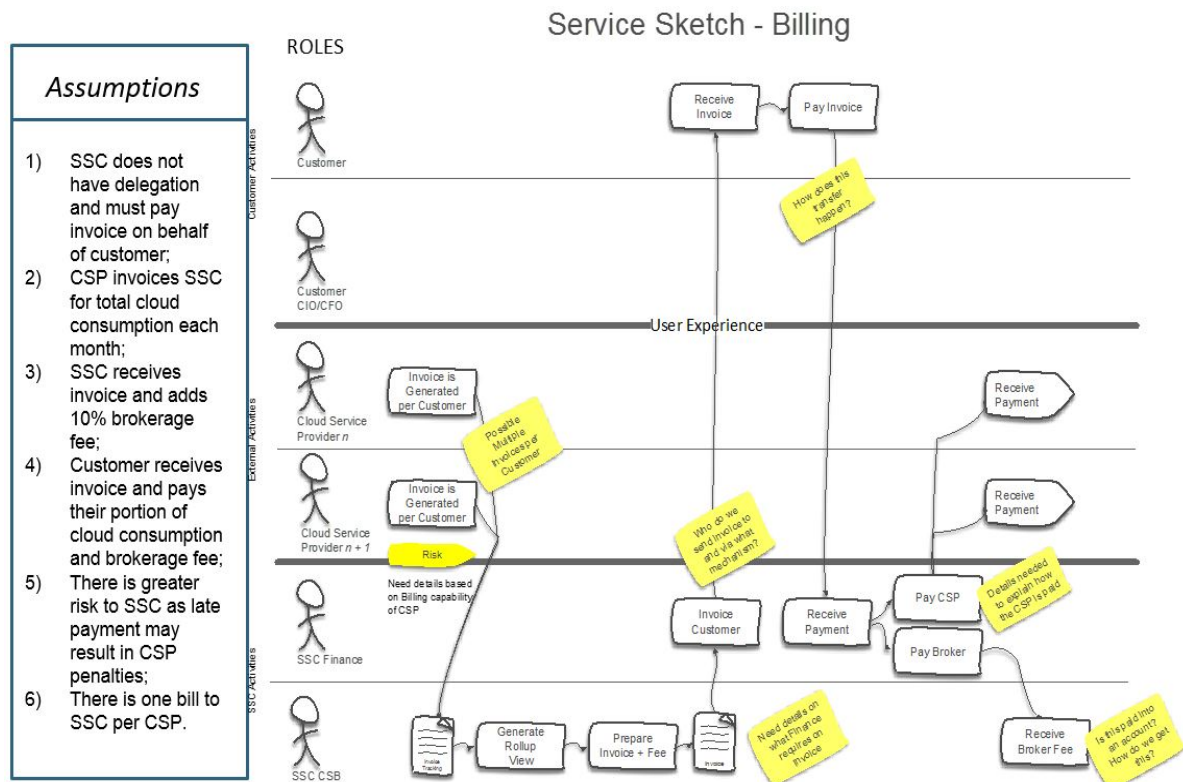 Service Sketch - Billing
ROLES
Assumptions
1) SSC does not
have delegation
and must pay
invoice on behalf
of customer;
2) CSP invoices SSC
for total cloud
consumption each
month;
3) SSC receives
invoice and adds
10% brokerage
fee;
4) Customer receives
invoice and pays
their portion of
cloud consumption
and brokerage fee;
5) There is greater
risk to SSC as late
payment may
result in CSP
penalties;
6) There is one bill to
SSC per CSP.
Customer Activities
External Activities
SSC Activities
Customer
Receive
Invoice
Pay Invoice
How does this
transfer
happen?
Customer
CIO/CFO
User Experience
Cloud Service
Provider n
Invoice is
Generated
per Customer
Possible
Multiple
Invoices per
Customer
Receive
Payment
Cloud Service
Provider n + 1
Invoice is
Generated
per Customer
Risk
Need details based
on Billing capability
of CSP
Who do we
send invoice to
and via what
mechanism?
Receive
Payment
SSC Finance
Invoice
Customer
Receive
Payment
Pay CSP
Pay Broker
Details needed
to explain how
the CSP is paid
SSC CSB
Invoice
Tracking
Generate
Rollup
View
Prepare
Invoice + Fee
Invoice
Need details on
what Finance
requires on
Invoice
Receive
Broker Fee
Is this paid into
an account?
How do we get
this?